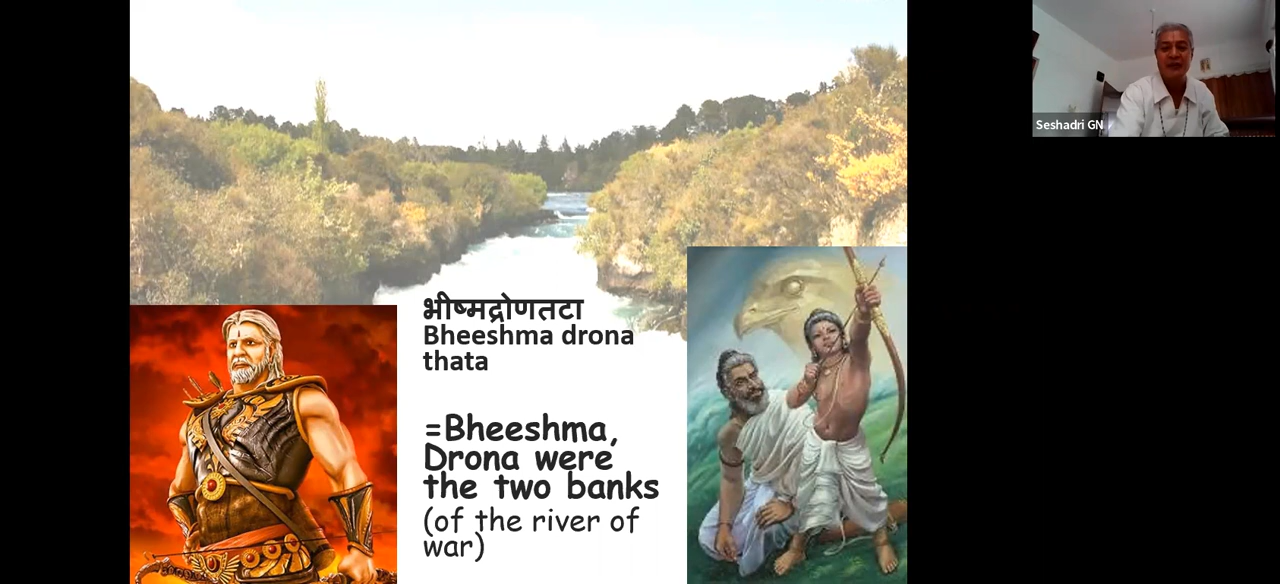 Seshadri GN
भीष्मद्रोणतटा
Bheeshma drona
thata
=Bheeshma,
Drona were
the two banks
(of the river of
war)